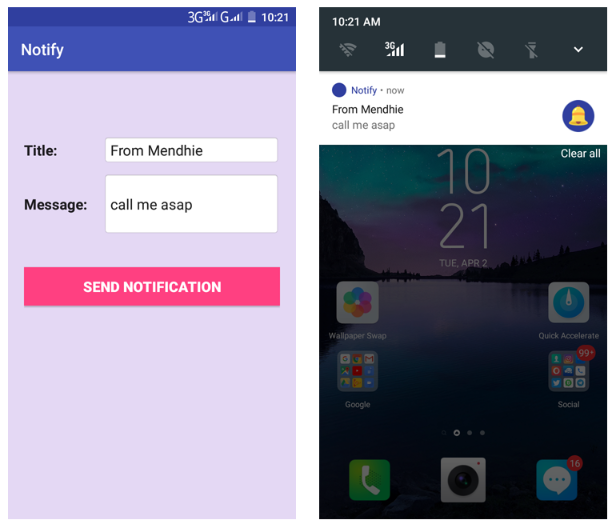 3G 3G G 10:21
Notify
Title: From Mendhie
Message: call me asap
SEND NOTIFICATION
10:21 AM
3G
Notify • now
From Mendhie
call me asap
Clear all
10
21
TUE, APR 2
Wallpaper Swap
Quick Accelerate
99+
Google
Social
16